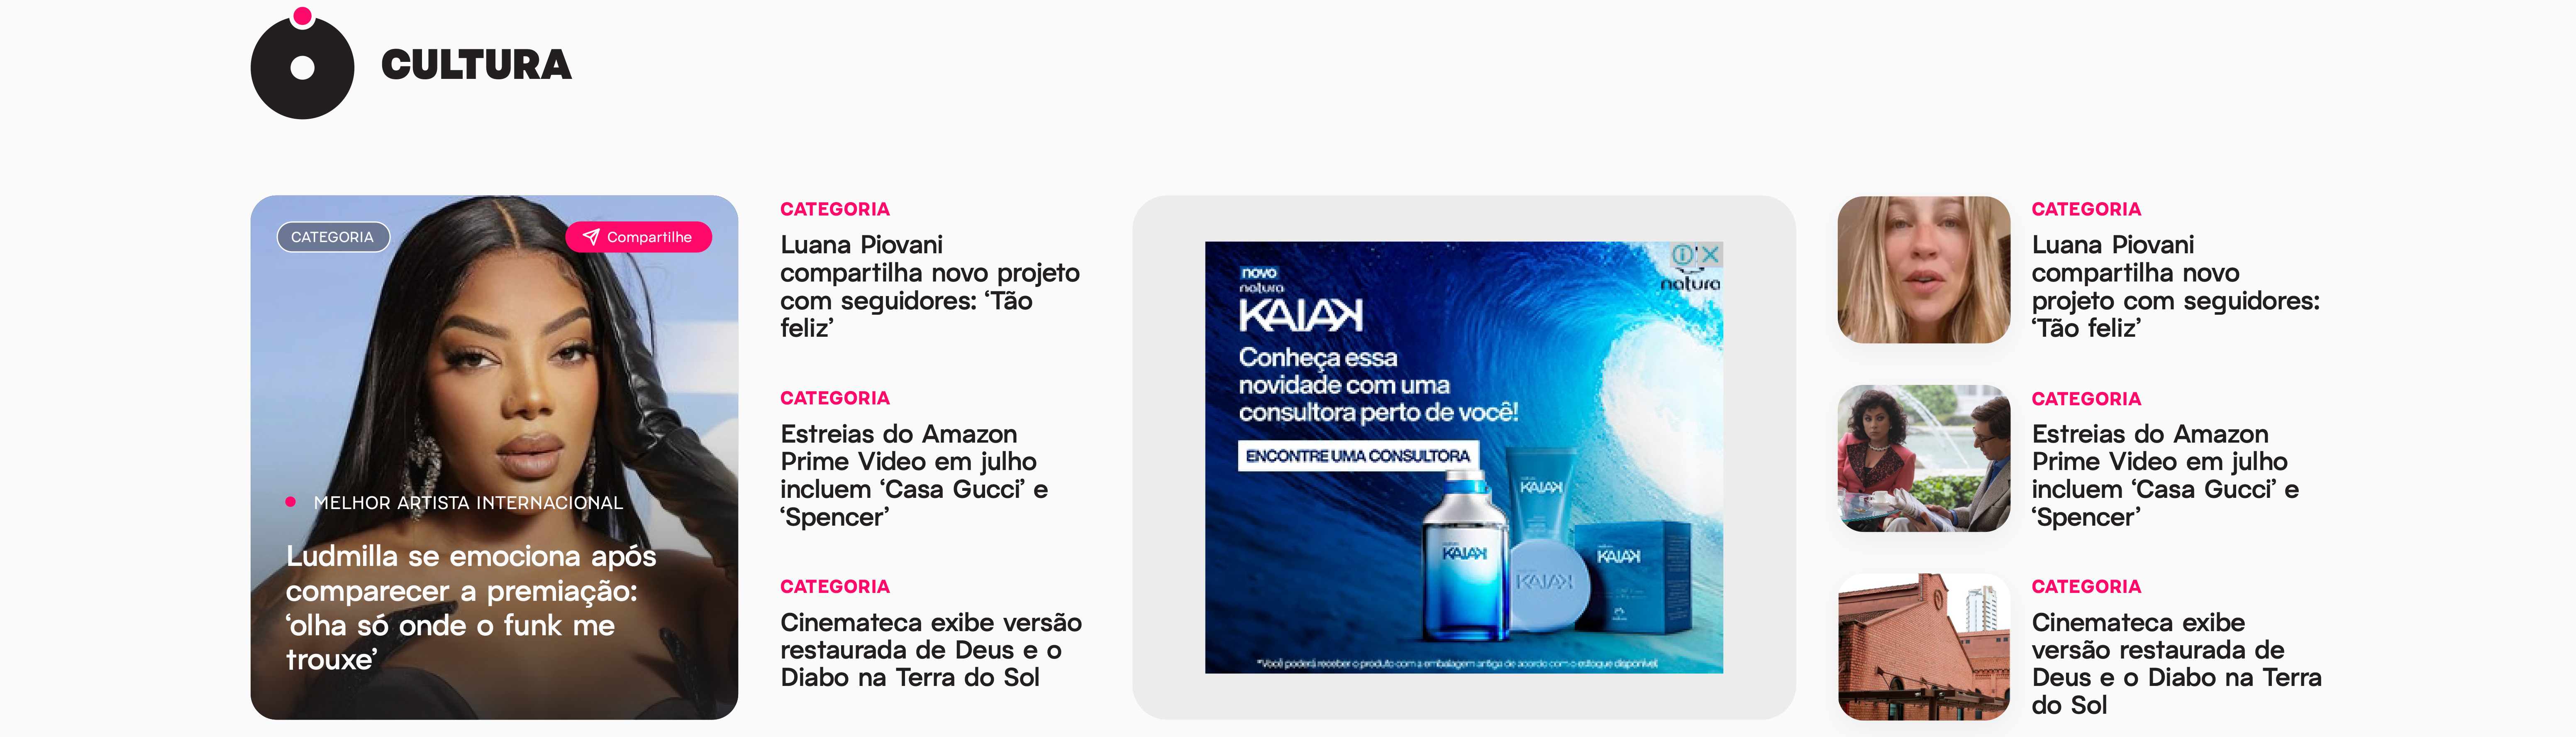 CULTURA
CATEGORIA
Compartilhe
MELHOR ARTISTA INTERNACIONAL
Ludmilla se emociona após
comparecer a premiação:
‘olha só onde o funk me
trouxe’
CATEGORIA
Luana Piovani
compartilha novo projeto
com seguidores: ‘Tão
feliz’
CATEGORIA
Estreias do Amazon
Prime Video em julho
incluem ‘Casa Gucci’ e
‘Spencer’
CATEGORIA
Cinemateca exibe versão
restaurada de Deus e o
Diabo na Terra do Sol
novo
natura
KAIAK
Conheça essa
novidade com uma
consultora perto de você!
ENCONTRE UMA CONSULTORA
natura
KAIAK
KAIAK
KAIAK
KAIAK
*Você poderá receber o produto com a embalagem antiga de acordo com o estoque disponível
CATEGORIA
Luana Piovani
compartilha novo
projeto com seguidores:
‘Tão feliz’
CATEGORIA
Estreias do Amazon
Prime Video em julho
incluem ‘Casa Gucci’ e
‘Spencer’
CATEGORIA
Cinemateca exibe
versão restaurada de
Deus e o Diabo na Terra
do Sol